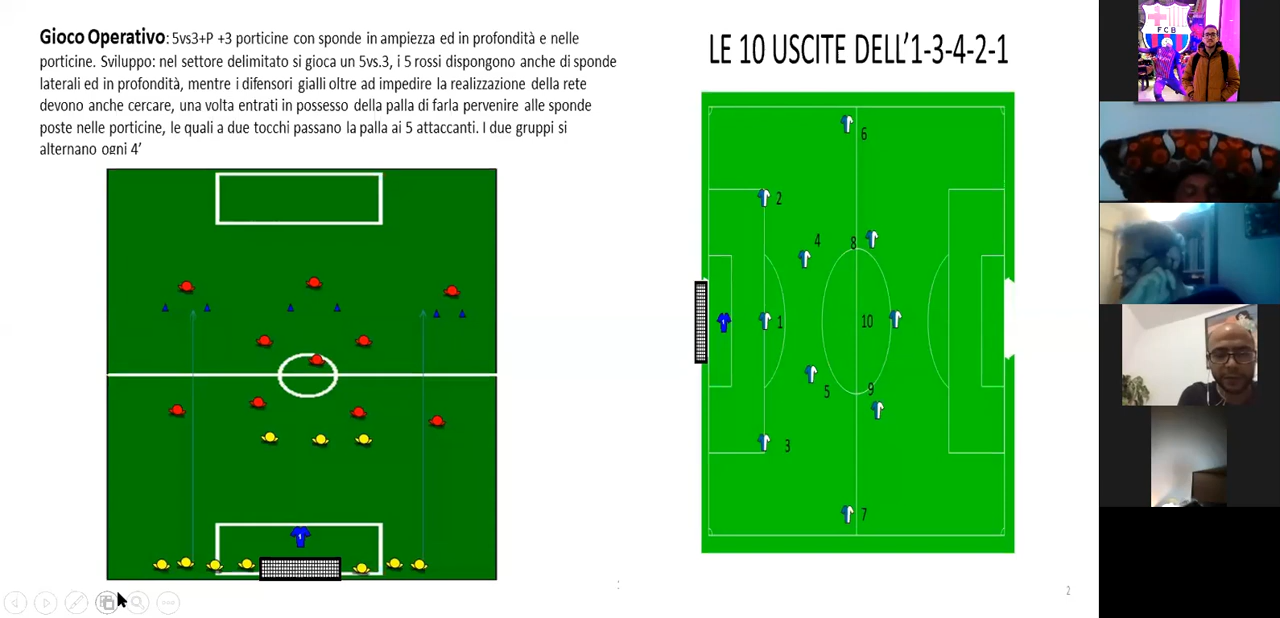 Gioco Operativo: 5vs3+P +3 porticine con sponde in ampiezza ed in profondità e nelle
porticine. Sviluppo: nel settore delimitato si gioca un 5vs.3, i 5 rossi dispongono anche di sponde
laterali ed in profondità, mentre i difensori gialli oltre ad impedire la realizzazione della rete
devono anche cercare, una volta entrati in possesso della palla di farla pervenire alle sponde
poste nelle porticine, le quali a due tocchi passano la palla ai 5 attaccanti. I due gruppi si
alternano ogni 4’
1
LE 10 USCITE DELL’1-3-4-2-1
6
2
4
8
1
10
5
9
3
7
2
FCB